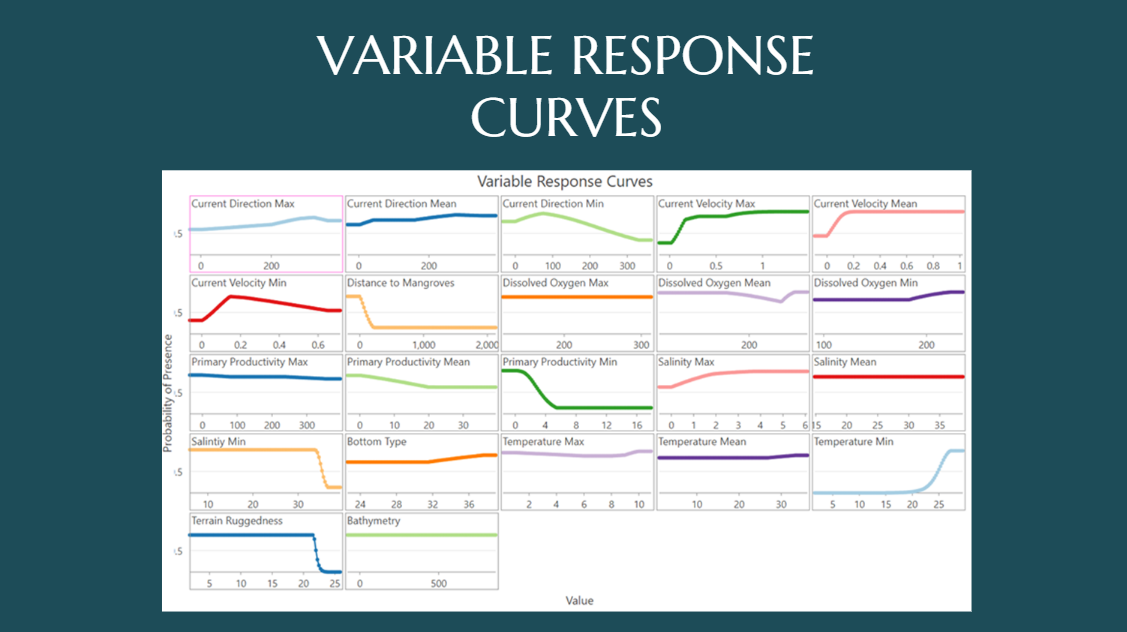 VARIABLE RESPONSE
CURVES
Variable Response Curves
Current Direction Max
Current Direction Mean
Current Direction Min
Current Velocity Max
Current Velocity Mean
0 200
0 200
0 100 200 300
0 0.5 1
0 0.2 0.4 0.6 0.8 1
Current Velocity Min
Distance to Mangroves
Dissolved Oxygen Max
Dissolved Oxygen Mean
Dissolved Oxygen Min
0 0.2 0.4 0.6
0 1,000 2,000
200 300
200
100 200
Primary Productivity Max
Primary Productivity Mean
Primary Productivity Min
Salinity Max
Salinity Mean
0 100 200 300
0 10 20 30
0 4 8 12 16
0 1 2 3 4 5 6
15 20 25 30 35
Salintiy Min
Bottom Type
Temperature Max
Temperature Mean
Temperature Min
10 20 30
24 28 32 36
2 4 6 8 10
10 20 30
5 10 15 20 25
Terrain Ruggedness
Bathymetry
5 10 15 20 25
0 500
Probability of Presence
Value